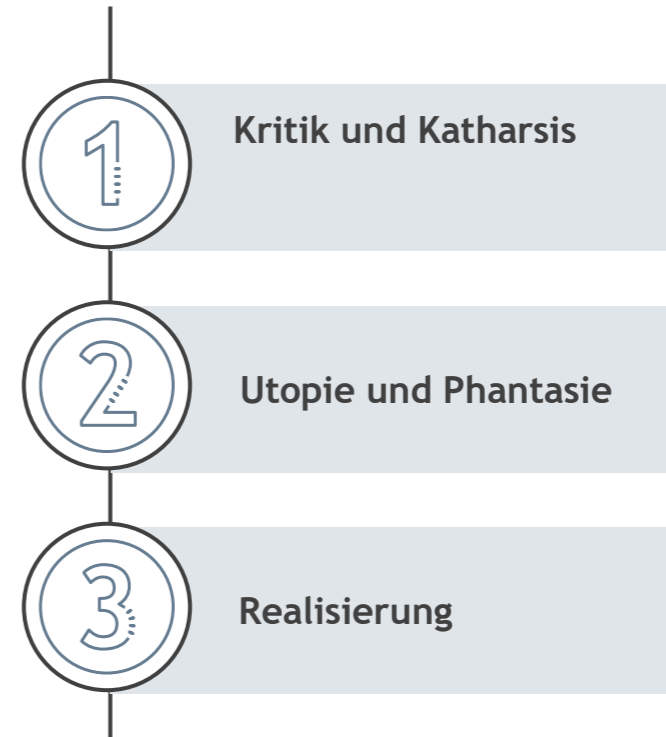 1
Kritik und Katharsis
2
Utopie und Phantasie
3
Realisierung